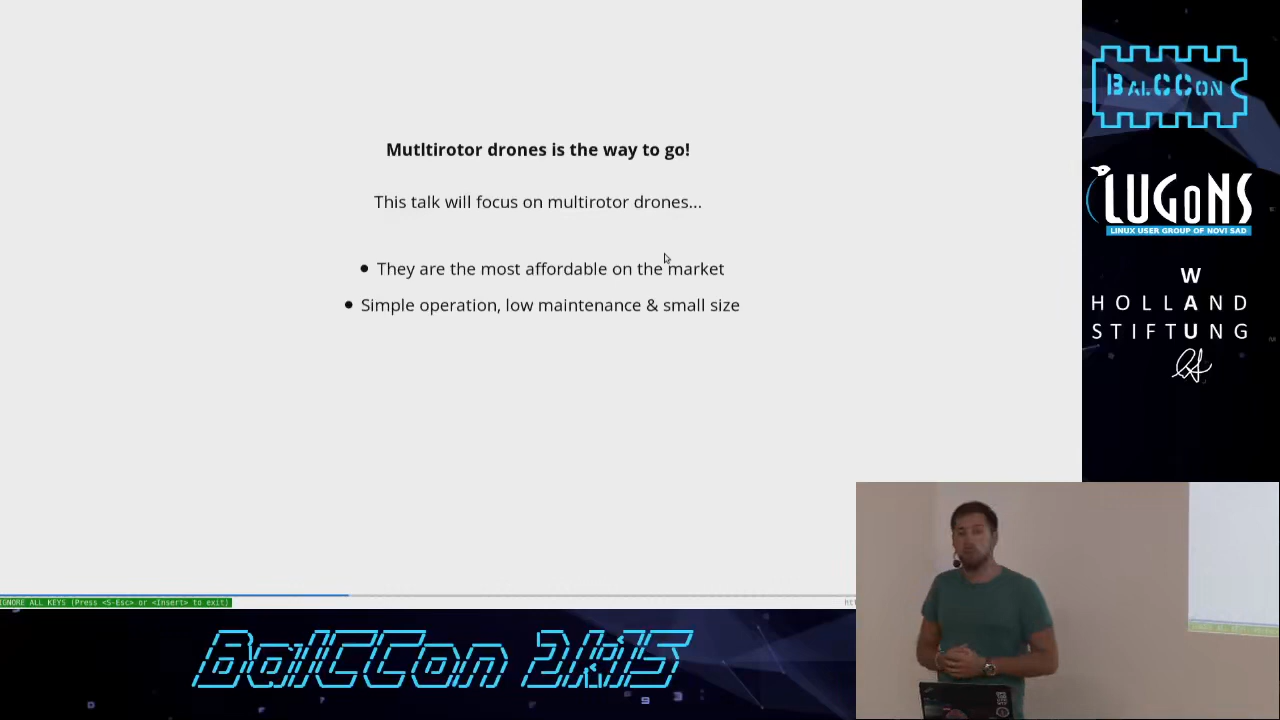 Mutltirotor drones is the way to go!
This talk will focus on multirotor drones...
They are the most affordable on the market
Simple operation, low maintenance & small size
IGNORE ALL KEYS (Press <S-Esc> or <Insert> to exit)
BALCCON
LUGONS
LINUX USER GROUP OF NOVI SAD
W
HOLLAND
STIFTUNG
BalCCon 2k15